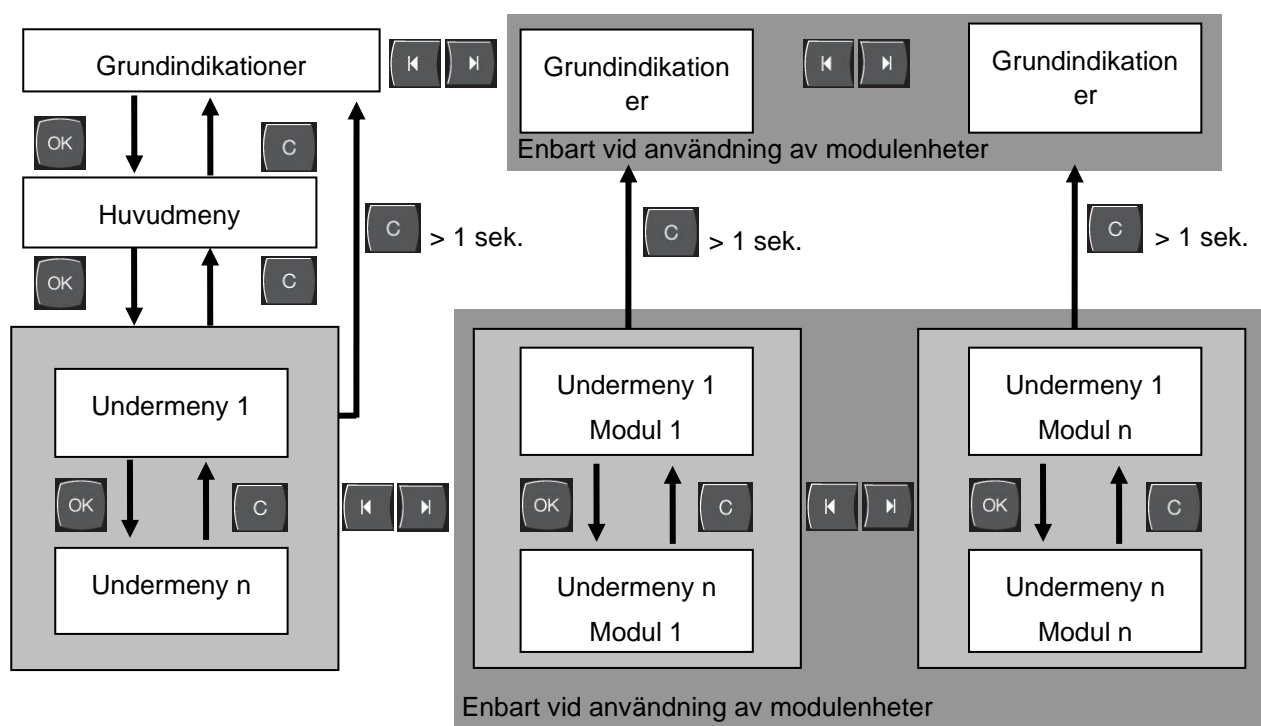 Grundindikationer
Grundindikation
er
Grundindikation
er
Enbart vid användning av modulenheter
OK
C
Huvudmeny
C
> 1 sek.
C
> 1 sek.
C
> 1 sek.
OK
C
Undermeny 1
Undermeny 1
Modul 1
Undermeny 1
Modul n
OK
C
OK
C
OK
C
Undermeny n
Undermeny n
Modul 1
Undermeny n
Modul n
Enbart vid användning av modulenheter